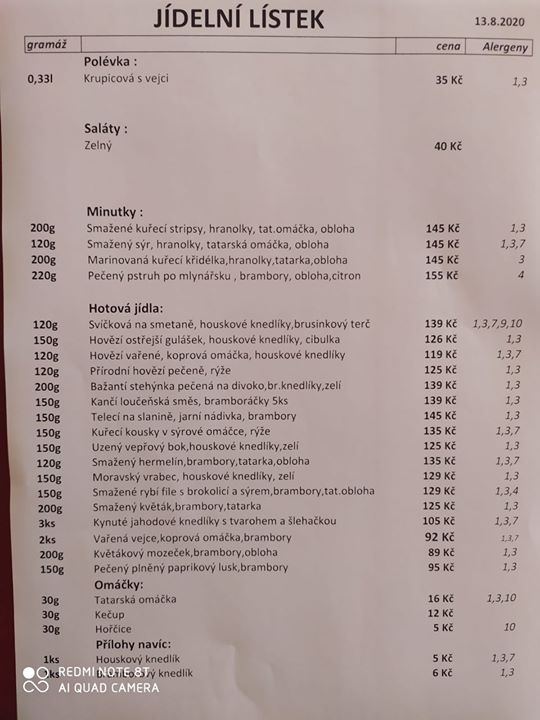 JÍDELNÍ LÍSTEK
13.8.2020
gramáž cena Alergeny
Polévka :
0,33l Krupicová s vejci 35 Kč 1,3
Saláty :
Zelný 40 Kč
Minutky :
200g Smažené kuřecí stripsy, hranolky, tat.omáčka, obloha 145 Kč 1,3
120g Smažený sýr, hranolky, tatarská omáčka, obloha 145 Kč 1,3,7
200g Marinovaná kuřecí křidélka,hranolky,tatarka,obloha 145 Kč 3
220g Pečený pstruh po mlynářsku , brambory, obloha,citron 155 Kč 4
Hotová jídla:
120g Svíčková na smetaně, houskové knedlíky,brusinkový terč 139 Kč 1,3,7,9,10
150g Hovězí ostřejší gulášek, houskové knedlíky, cibulka 126 Kč 1,3
120g Hovězí vařené, koprová omáčka, houskové knedlíky 119 Kč 1,3,7
120g Přírodní hovězí pečeně, rýže 125 Kč 1,3
200g Bažantí stehýnka pečená na divoko,br.knedlíky,zelí 139 Kč 1,3
150g Kančí loučeňská směs, bramboráčky 5ks 139 Kč 1,3
150g Telecí na slanině, jarní nádivka, brambory 145 Kč 1,3
150g Kuřecí kousky v sýrové omáčce, rýže 135 Kč 1,3,7
150g Uzený vepřový bok,houskové knedlíky,zelí 125 Kč 1,3
120g Smažený hermelín,brambory,tatarka,obloha 135 Kč 1,3,7
150g Moravský vrabec, houskové knedlíky, zelí 129 Kč 1,3
150g Smažené rybí file s brokolicí a sýrem,brambory,tat.obloha 129 Kč 1,3,4
200g Smažený květák,brambory,tatarka 125 Kč 1,3
3ks Kynuté jahodové knedlíky s tvarohem a šlehačkou 105 Kč 1,3,7
2ks Vařená vejce,koprová omáčka,brambory 92 Kč 1,3,7
200g Květákový mozeček,brambory,obloha 89 Kč 1,3
150g Pečený plněný paprikový lusk,brambory 95 Kč 1,3
Omáčky:
30g Tatarská omáčka 16 Kč 1,3,10
30g Kečup 12 Kč
30g Hořčice 5 Kč 10
Přílohy navíc:
1ks Houskový knedlík 5 Kč 1,3,7
knedlík 6 Kč 1,3
REDMI NOTE 8T
AI QUAD CAMERA